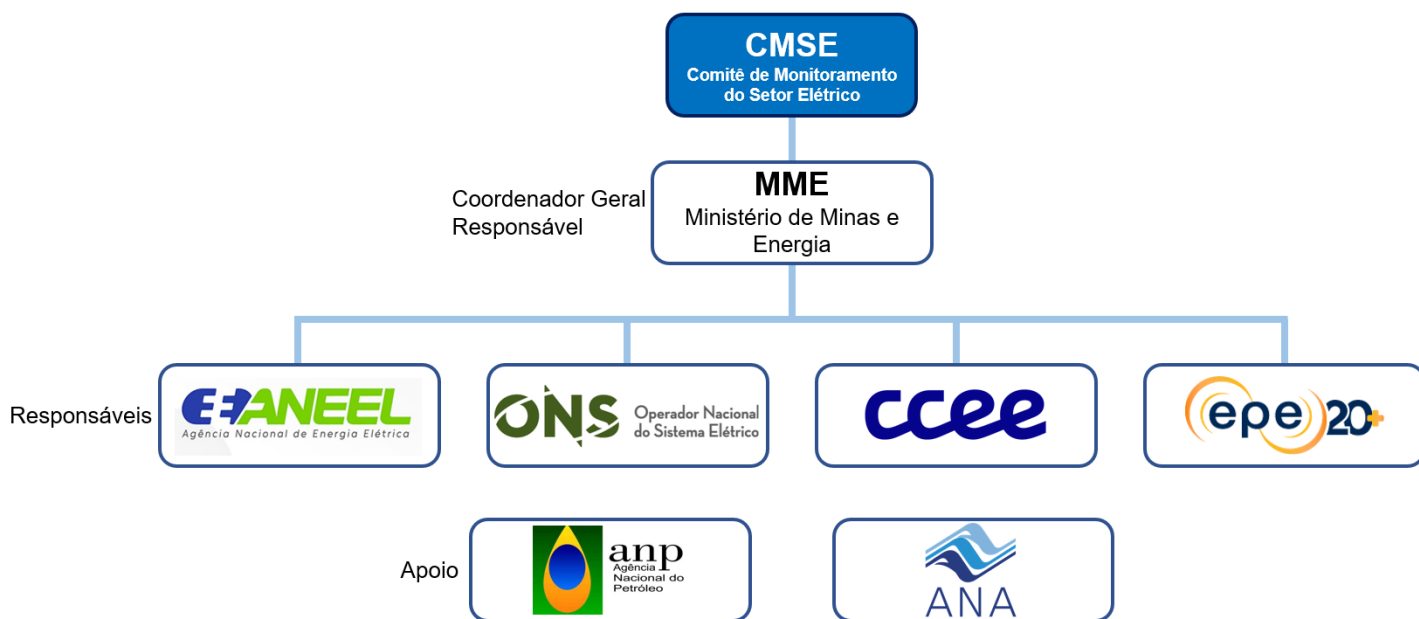 CMSE
Comitê de Monitoramento
do Setor Elétrico
Coordenador Geral
Responsável
MME
Ministério de Minas e
Energia
Responsáveis
ANEEL
Agência Nacional de Energia Elétrica
ONS
Operador Nacional
do Sistema Elétrico
ccee
epe 20+
Apoio
anp
Agência
Nacional do
Petróleo
ANA